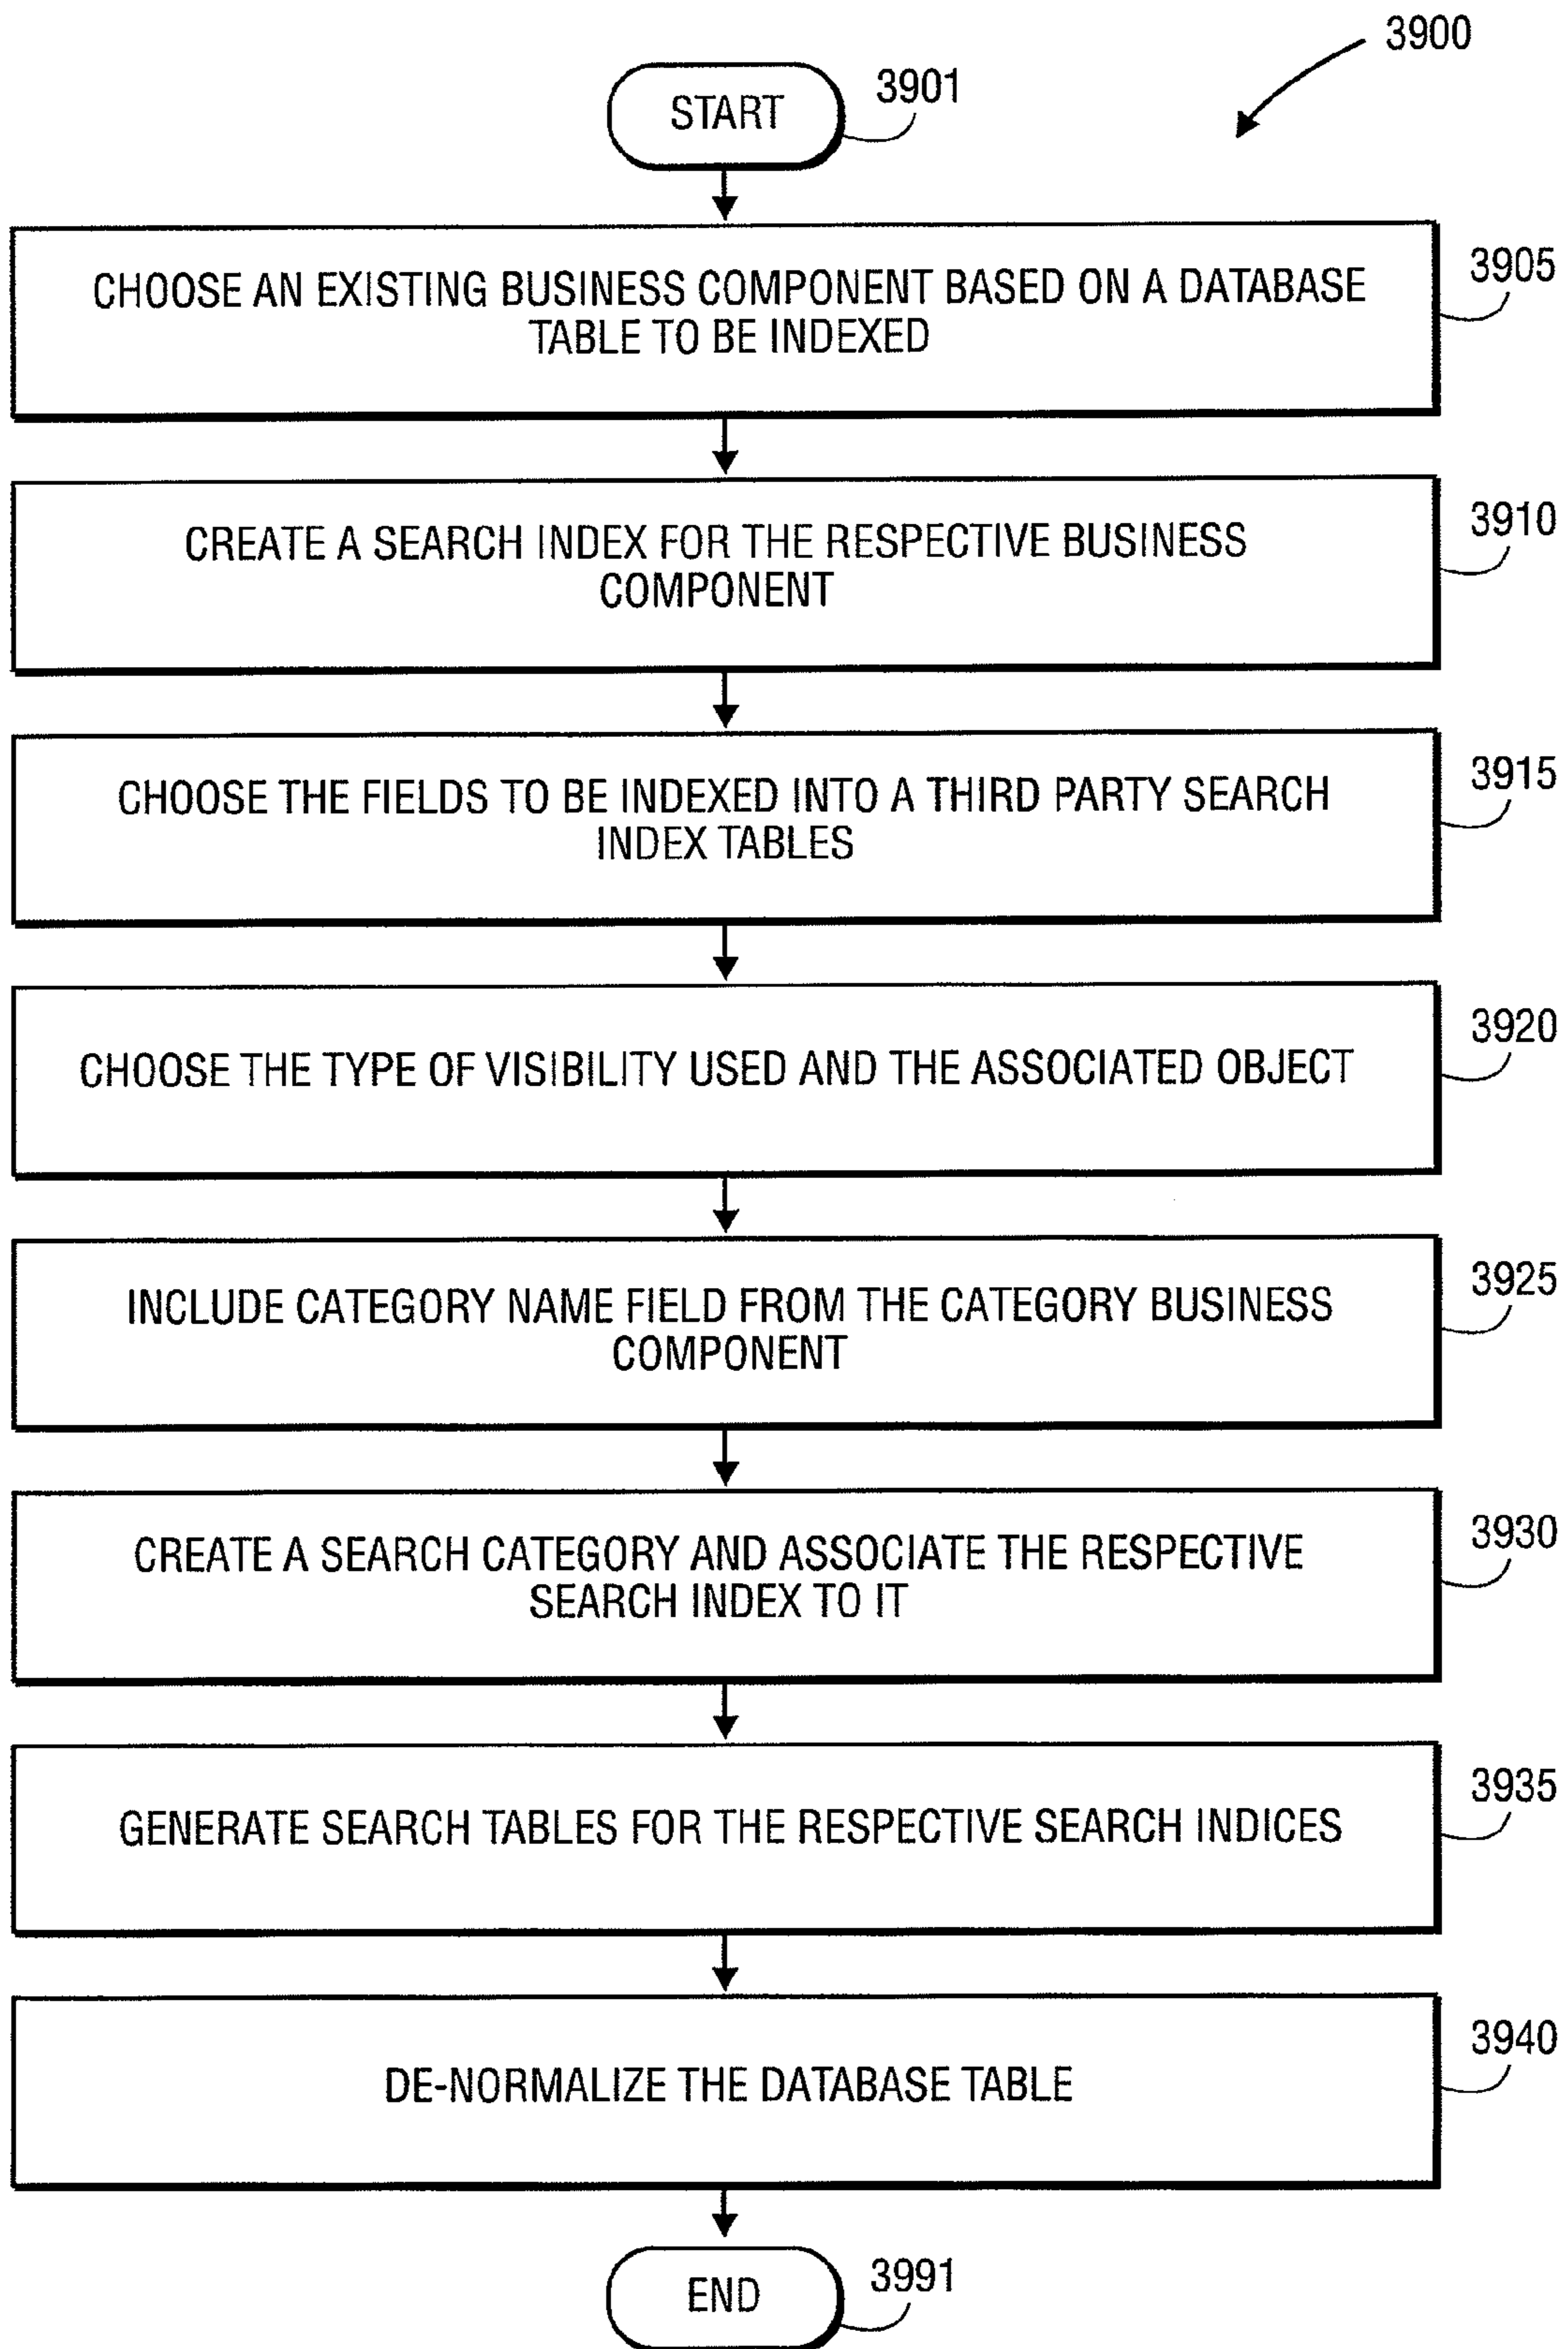 3900
START
3901
CHOOSE AN EXISTING BUSINESS COMPONENT BASED ON A DATABASE
TABLE TO BE INDEXED
3905
CREATE A SEARCH INDEX FOR THE RESPECTIVE BUSINESS
COMPONENT
3910
CHOOSE THE FIELDS TO BE INDEXED INTO A THIRD PARTY SEARCH
INDEX TABLES
3915
CHOOSE THE TYPE OF VISIBILITY USED AND THE ASSOCIATED OBJECT
3920
INCLUDE CATEGORY NAME FIELD FROM THE CATEGORY BUSINESS
COMPONENT
3925
CREATE A SEARCH CATEGORY AND ASSOCIATE THE RESPECTIVE
SEARCH INDEX TO IT
3930
GENERATE SEARCH TABLES FOR THE RESPECTIVE SEARCH INDICES
3935
DE-NORMALIZE THE DATABASE TABLE
3940
END
3991